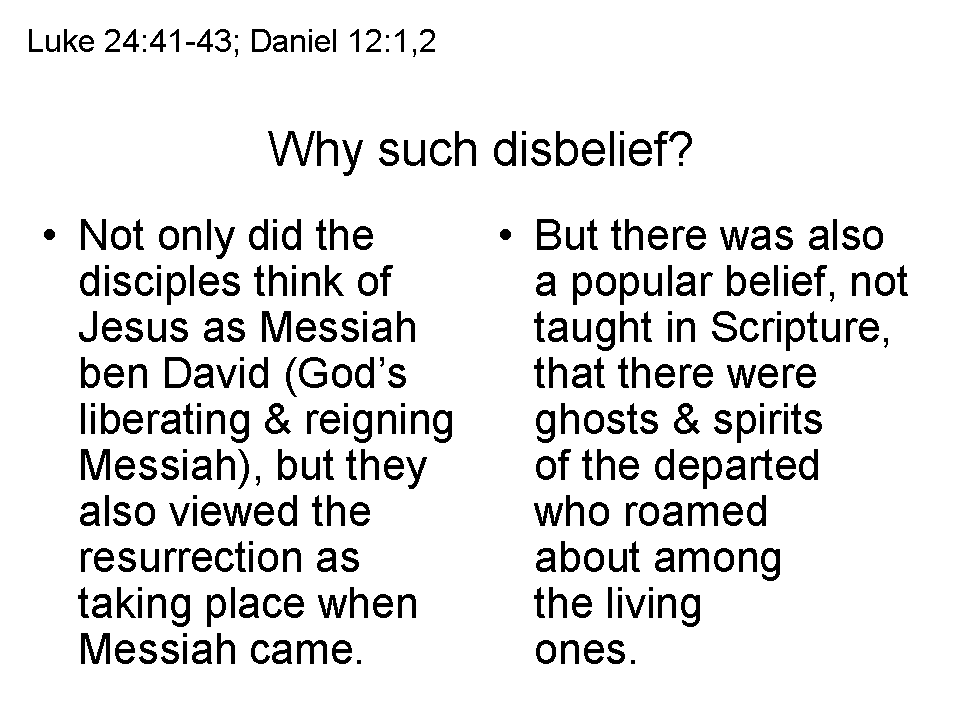 Luke 24:41-43; Daniel 12:1,2
Why such disbelief?
• Not only did the
disciples think of
Jesus as Messiah
ben David (God’s
liberating & reigning
Messiah), but they
also viewed the
resurrection as
taking place when
Messiah came.
• But there was also
a popular belief, not
taught in Scripture,
that there were
ghosts & spirits
of the departed
who roamed
about among
the living
ones.